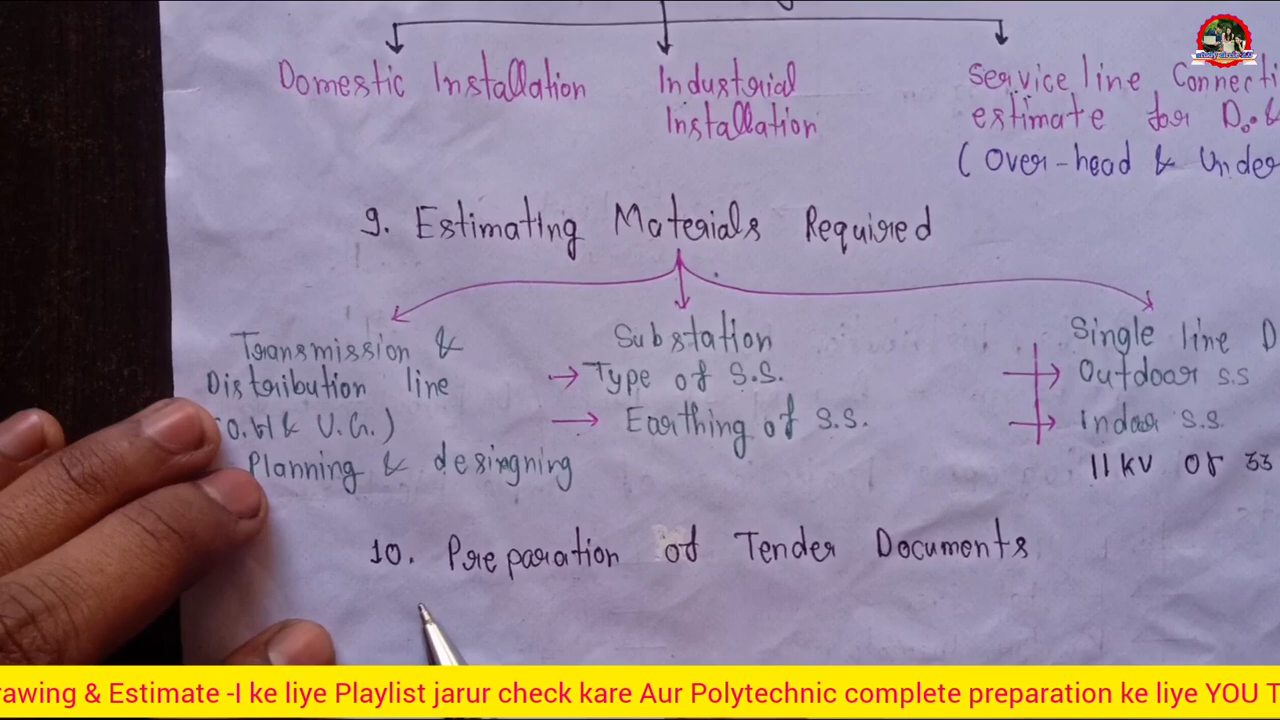 Domestic Installation
Industrial
Installation
Service line Connecti
estimate for D. &
(Over-head & Under
9. Estimating Materials Required
Transmission &
Distribution line
O.H & U.G.)
Planning & desingning
Substation
→ Type of S.S.
→ Earthing of S.S.
Single line D
→ Outdoor s.s
→ Indoor s.s.
11 kv or 33
10. Preparation of Tender Documents
rawing & Estimate -I ke liye Playlist jarur check kare Aur Polytechnic complete preparation ke liye YOU T